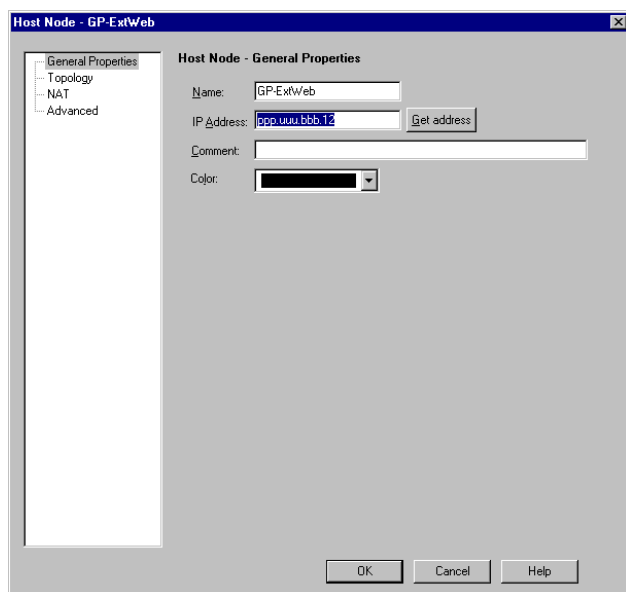 Host Node - GP-ExtWeb
General Properties
Topology
NAT
Advanced
Host Node - General Properties
Name: GP-ExtWeb
IP Address: ppp.uuu.bbb.12 Get address
Comment:
Color:
OK Cancel Help